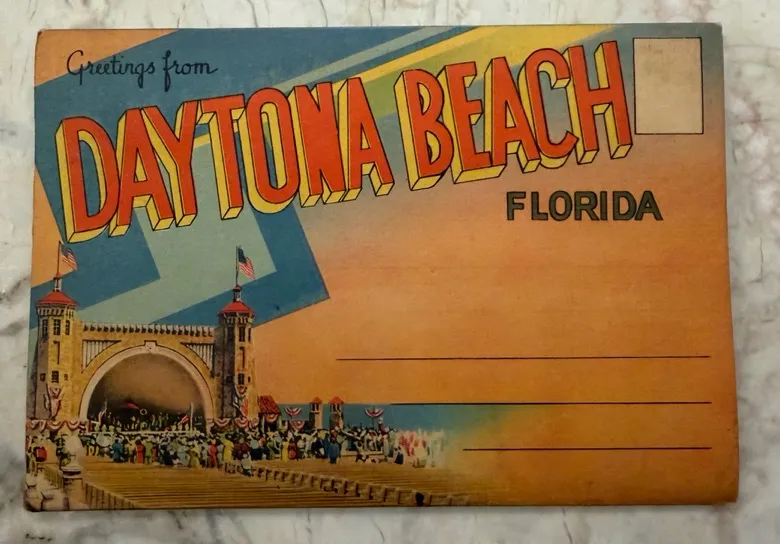 Greetings from
DAYTONA BEACH
FLORIDA